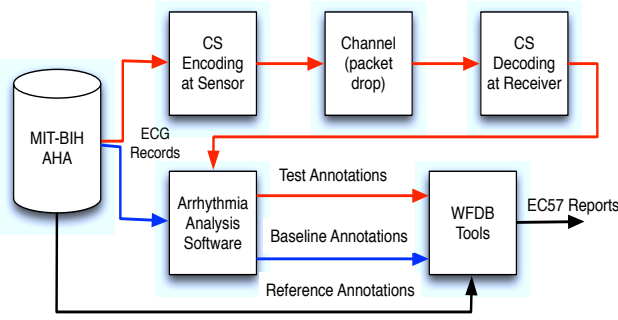 CS
Encoding
at Sensor
Channel
(packet
drop)
CS
Decoding
at Receiver
MIT-BIH
AHA
ECG
Records
Arrhythmia
Analysis
Software
Test Annotations
Baseline Annotations
Reference Annotations
WFDB
Tools
EC57 Reports